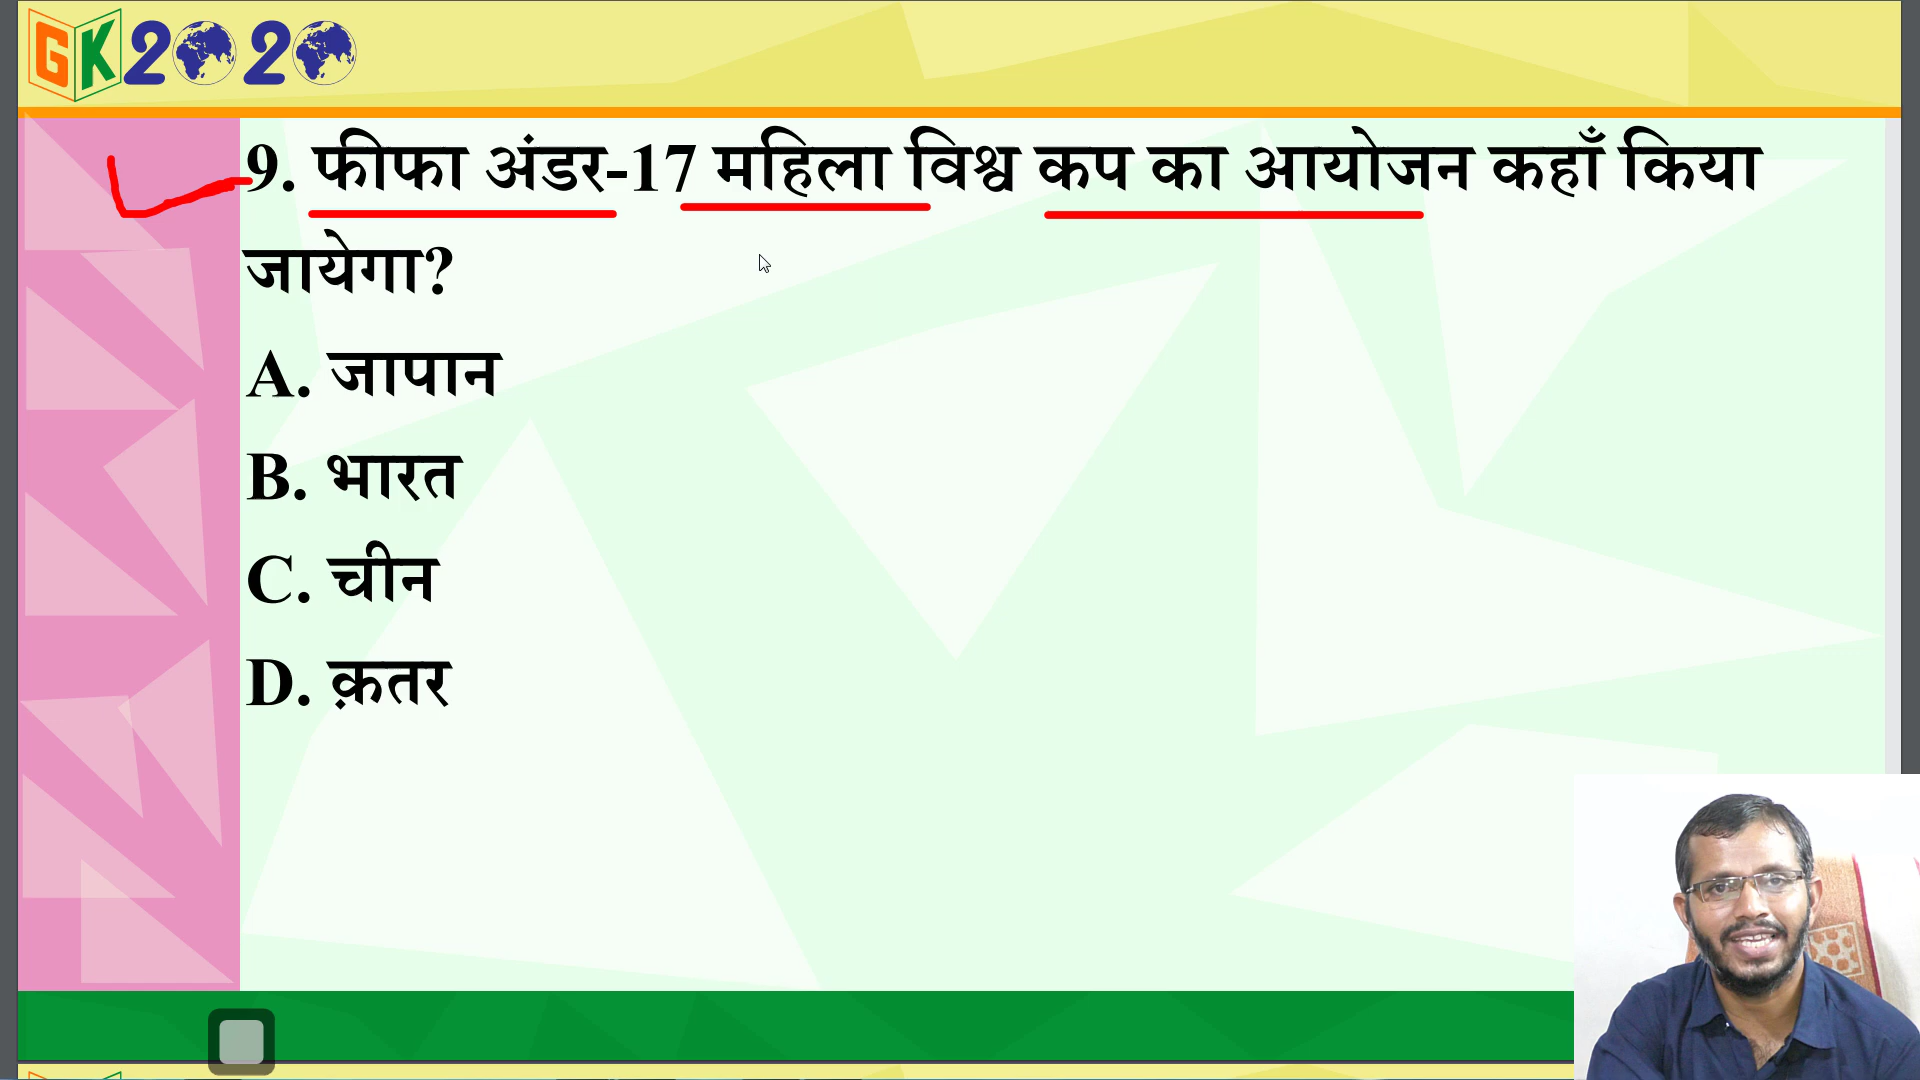 GK2020
9. फीफा अंडर-17 महिला विश्व कप का आयोजन कहाँ किया
जायेगा?
A. जापान
B. भारत
C. चीन
D. क़तर